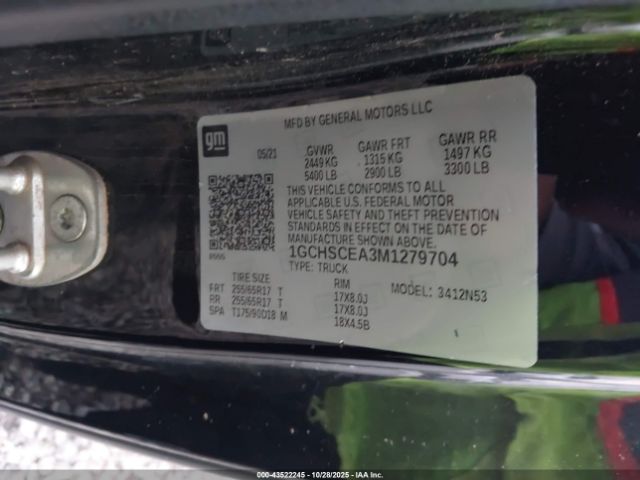 MFD BY GENERAL MOTORS LLC
gm
05/21
GVWR GAWR FRT GAWR RR
2449 KG 1315 KG 1497 KG
5400 LB 2900 LB 3300 LB
THIS VEHICLE CONFORMS TO ALL
APPLICABLE U.S. FEDERAL MOTOR
VEHICLE SAFETY AND THEFT PREVENTION
STANDARDS IN EFFECT ON THE DATE OF
MANUFACTURE SHOWN ABOVE.
1GCHSCEA3M1279704
TYPE: TRUCK
TIRE SIZE RIM MODEL: 3412N53
FRT 255/65R17 T 17X8.0J
RR 255/65R17 T 17X8.0J
SPA T175/90D18 M 18X4.5B
000-43522245 - 10/28/2025 - IAA Inc.